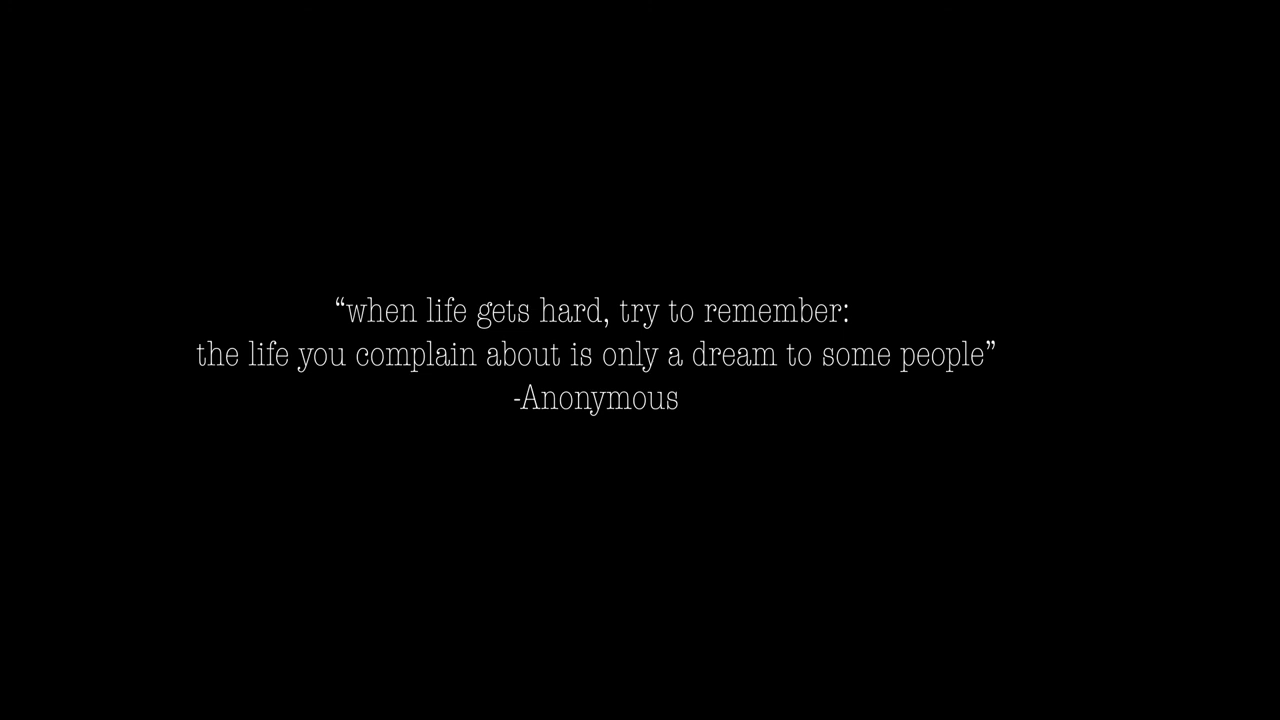 “when life gets hard, try to remember:
the life you complain about is only a dream to some people”
-Anonymous